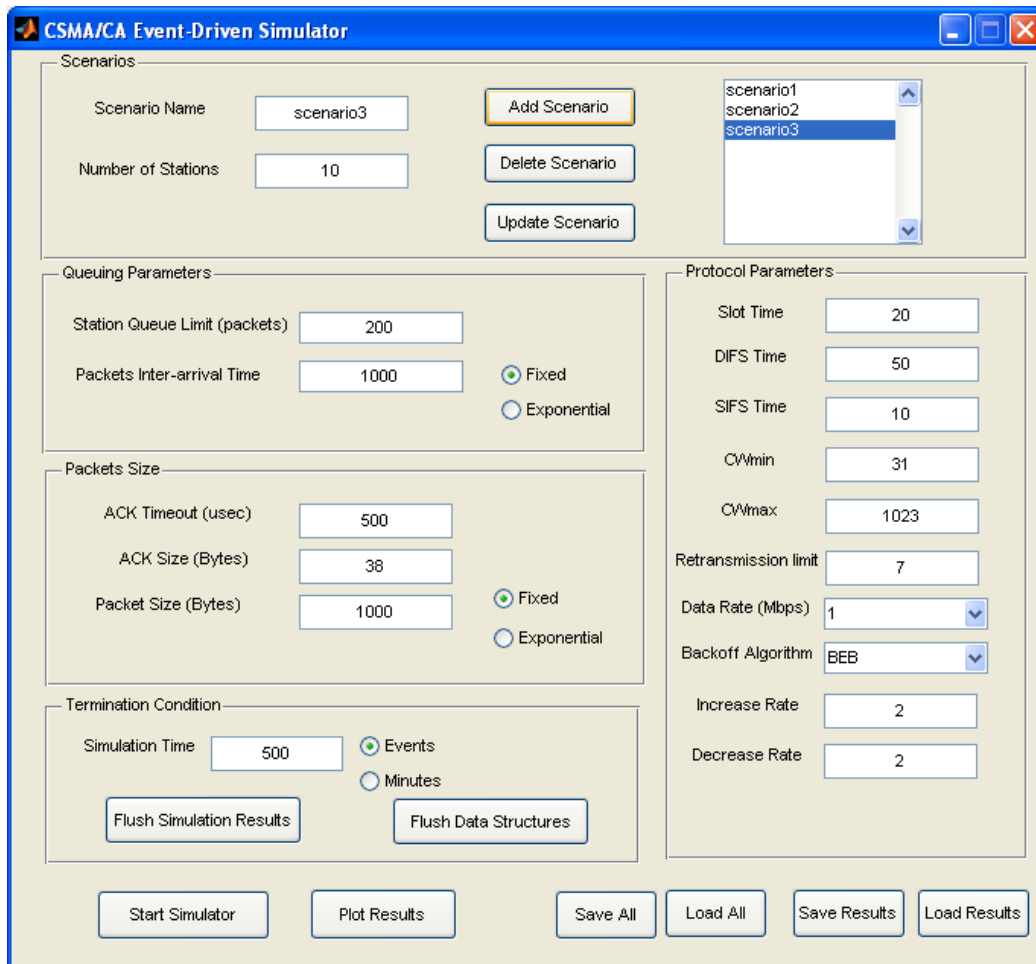 CSMA/CA Event-Driven Simulator
Scenarios
Scenario Name
scenario3
Add Scenario
Number of Stations
10
Delete Scenario
Update Scenario
scenario1
scenario2
scenario3
Queuing Parameters
Station Queue Limit (packets)
200
Packets Inter-arrival Time
1000
Fixed
Exponential
Packets Size
ACK Timeout (usec)
500
ACK Size (Bytes)
38
Packet Size (Bytes)
1000
Fixed
Exponential
Termination Condition
Simulation Time
500
Events
Minutes
Flush Simulation Results
Flush Data Structures
Protocol Parameters
Slot Time
20
DIFS Time
50
SIFS Time
10
CWmin
31
CWmax
1023
Retransmission limit
7
Data Rate (Mbps)
1
Backoff Algorithm
BEB
Increase Rate
2
Decrease Rate
2
Start Simulator
Plot Results
Save All
Load All
Save Results
Load Results